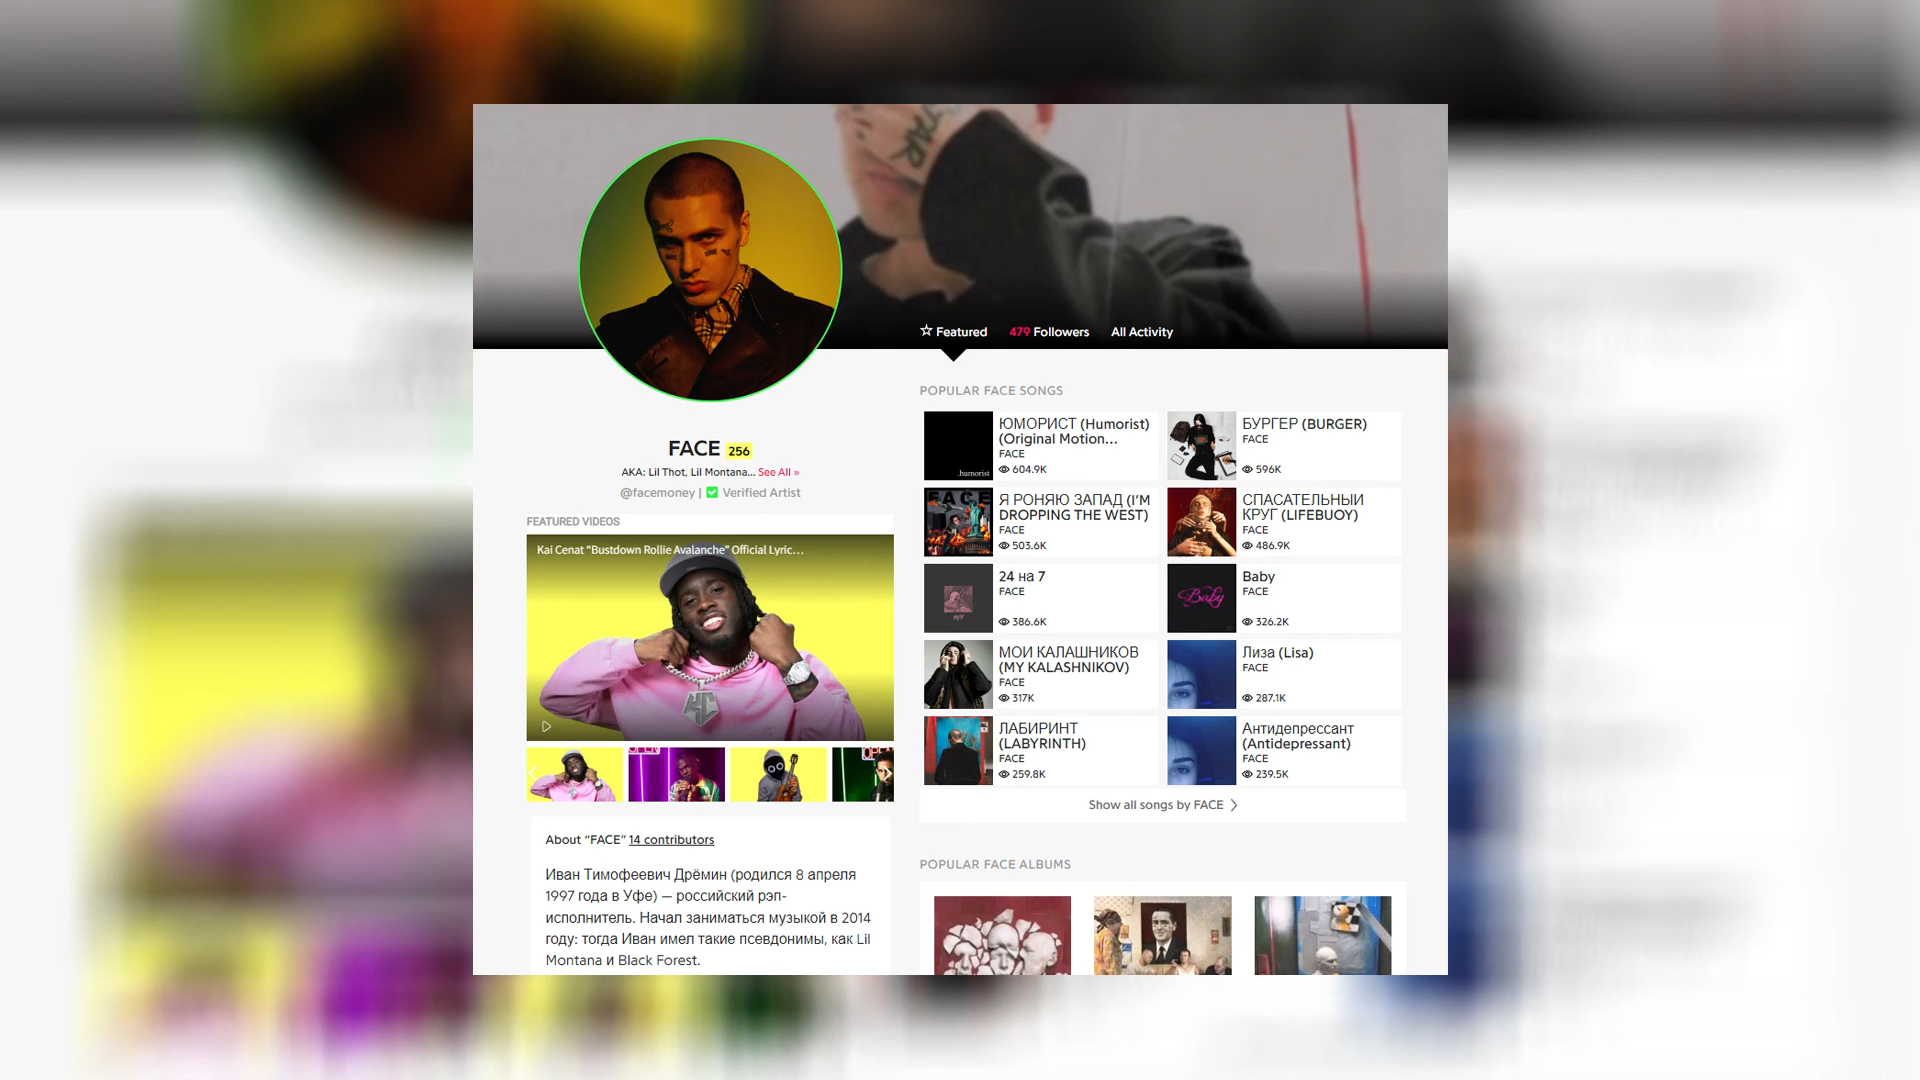 TAR
☆ Featured
479 Followers
All Activity
FACE 256
AKA: Lil Thot, Lil Montana... See All »
@facemoney | Verified Artist
FEATURED VIDEOS
Kai Cenat “Bustdown Rollie Avalanche” Official Lyric...
OPEN
About “FACE” 14 contributors
Иван Тимофеевич Дрёмин (родился 8 апреля
1997 года в Уфе) — российский рэп-
исполнитель. Начал заниматься музыкой в 2014
году: тогда Иван имел такие псевдонимы, как Lil
Montana и Black Forest.
POPULAR FACE SONGS
.humorist
ЮМОРИСТ (Humorist)
(Original Motion...
FACE
604.9K
БУРГЕР (BURGER)
FACE
596K
FACE
Я РОНЯЮ ЗАПАД (I’M
DROPPING THE WEST)
FACE
503.6K
СПАСАТЕЛЬНЫИ
КРУГ (LIFEBUOY)
FACE
486.9K
24 на 7
FACE
386.6K
Baby
Baby
FACE
326.2K
МОИ КАЛАШНИКОВ
(MY KALASHNIKOV)
FACE
317K
Лиза (Lisa)
FACE
287.1K
ЛАБИРИНТ
(LABYRINTH)
FACE
259.8K
Антидепрессант
(Antidepressant)
FACE
239.5K
Show all songs by FACE >
POPULAR FACE ALBUMS